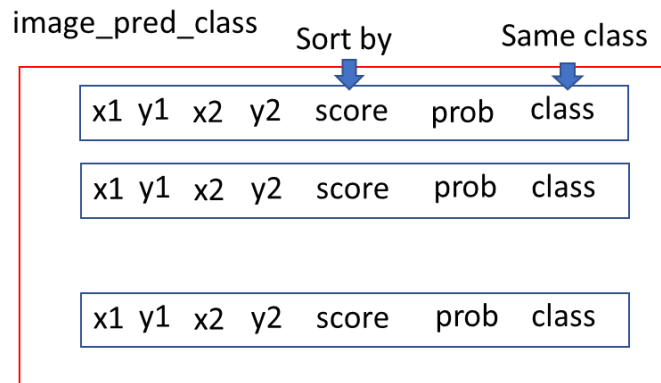 image_pred_class
Sort by
Same class
x1 y1 x2 y2 score prob class
x1 y1 x2 y2 score prob class
x1 y1 x2 y2 score prob class